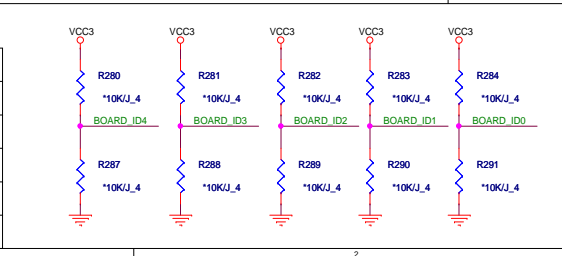 VCC3 VCC3 VCC3 VCC3 VCC3
R280 R281 R282 R283 R284
*10K/J_4 *10K/J_4 *10K/J_4 *10K/J_4 *10K/J_4
BOARD_ID4 BOARD_ID3 BOARD_ID2 BOARD_ID1 BOARD_ID0
R287 R288 R289 R290 R291
*10K/J_4 *10K/J_4 *10K/J_4 *10K/J_4 *10K/J_4
2